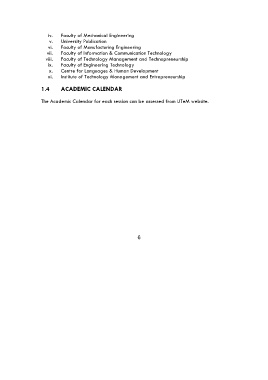 iv. Faculty of Mechanical Engineering
v. University Publication
vi. Faculty of Manufacturing Engineering
vii. Faculty of Information & Communication Technology
viii. Faculty of Technology Management and Technopreneurship
ix. Faculty of Engineering Technology
x. Centre for Languages & Human Development
xi. Institute of Technology Management and Entrepreneurship
1.4 ACADEMIC CALENDAR
The Academic Calendar for each session can be assessed from UTeM website.
6